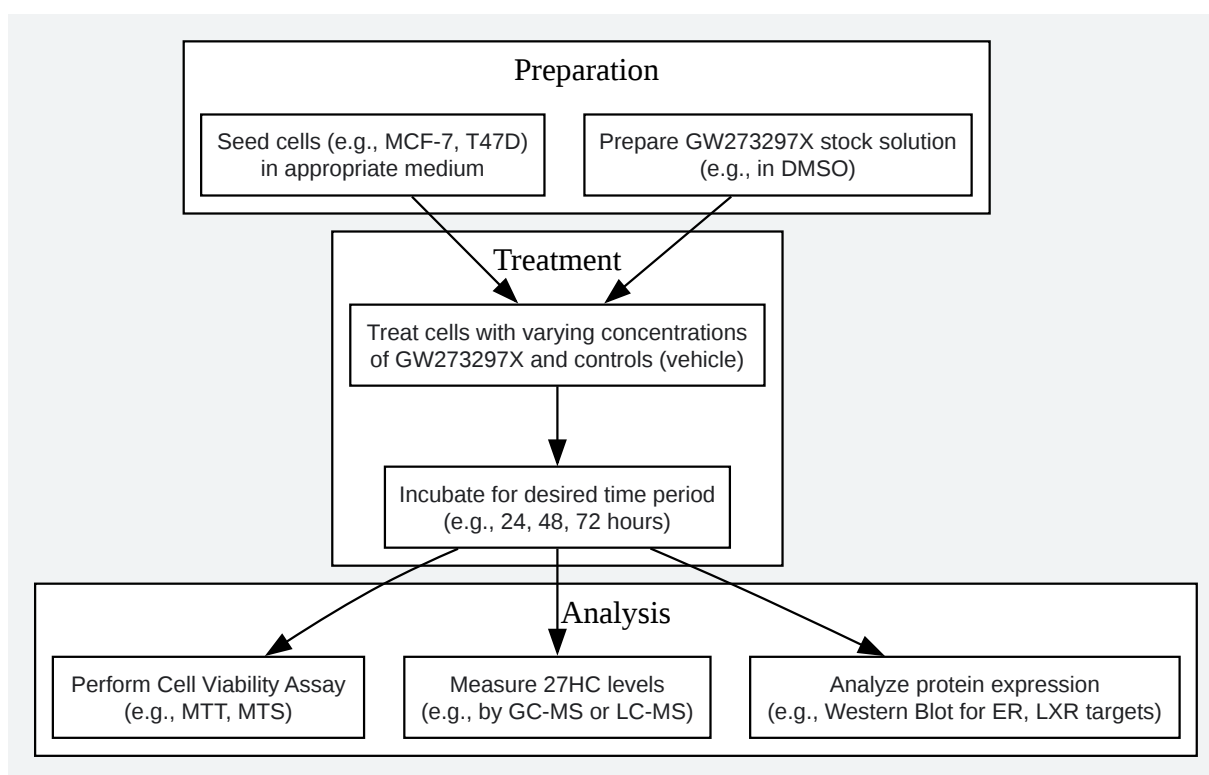 Preparation
Seed cells (e.g., MCF-7, T47D)
in appropriate medium
Prepare GW273297X stock solution
(e.g., in DMSO)
Treatment
Treat cells with varying concentrations
of GW273297X and controls (vehicle)
Incubate for desired time period
(e.g., 24, 48, 72 hours)
Analysis
Perform Cell Viability Assay
(e.g., MTT, MTS)
Measure 27HC levels
(e.g., by GC-MS or LC-MS)
Analyze protein expression
(e.g., Western Blot for ER, LXR targets)